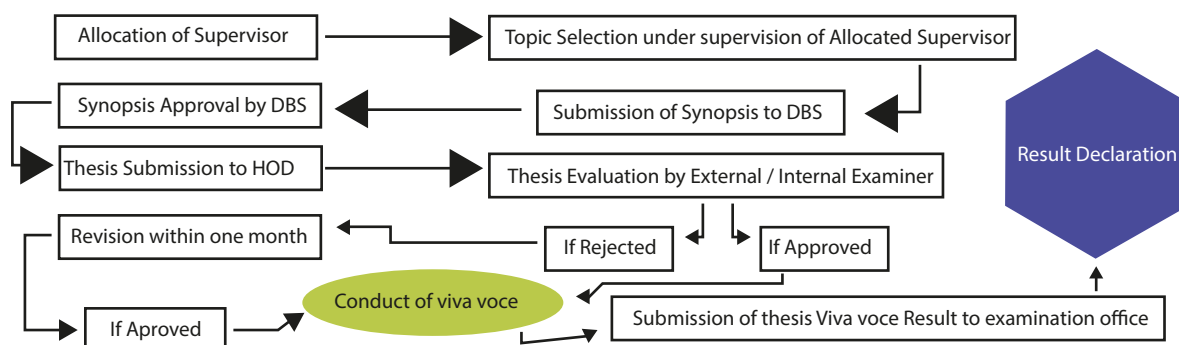 Allocation of Supervisor
Topic Selection under supervision of Allocated Supervisor
Synopsis Approval by DBS
Submission of Synopsis to DBS
Result Declaration
Thesis Submission to HOD
Thesis Evaluation by External / Internal Examiner
Revision within one month
If Rejected
If Approved
Conduct of viva voce
If Aproved
Submission of thesis Viva voce Result to examination office